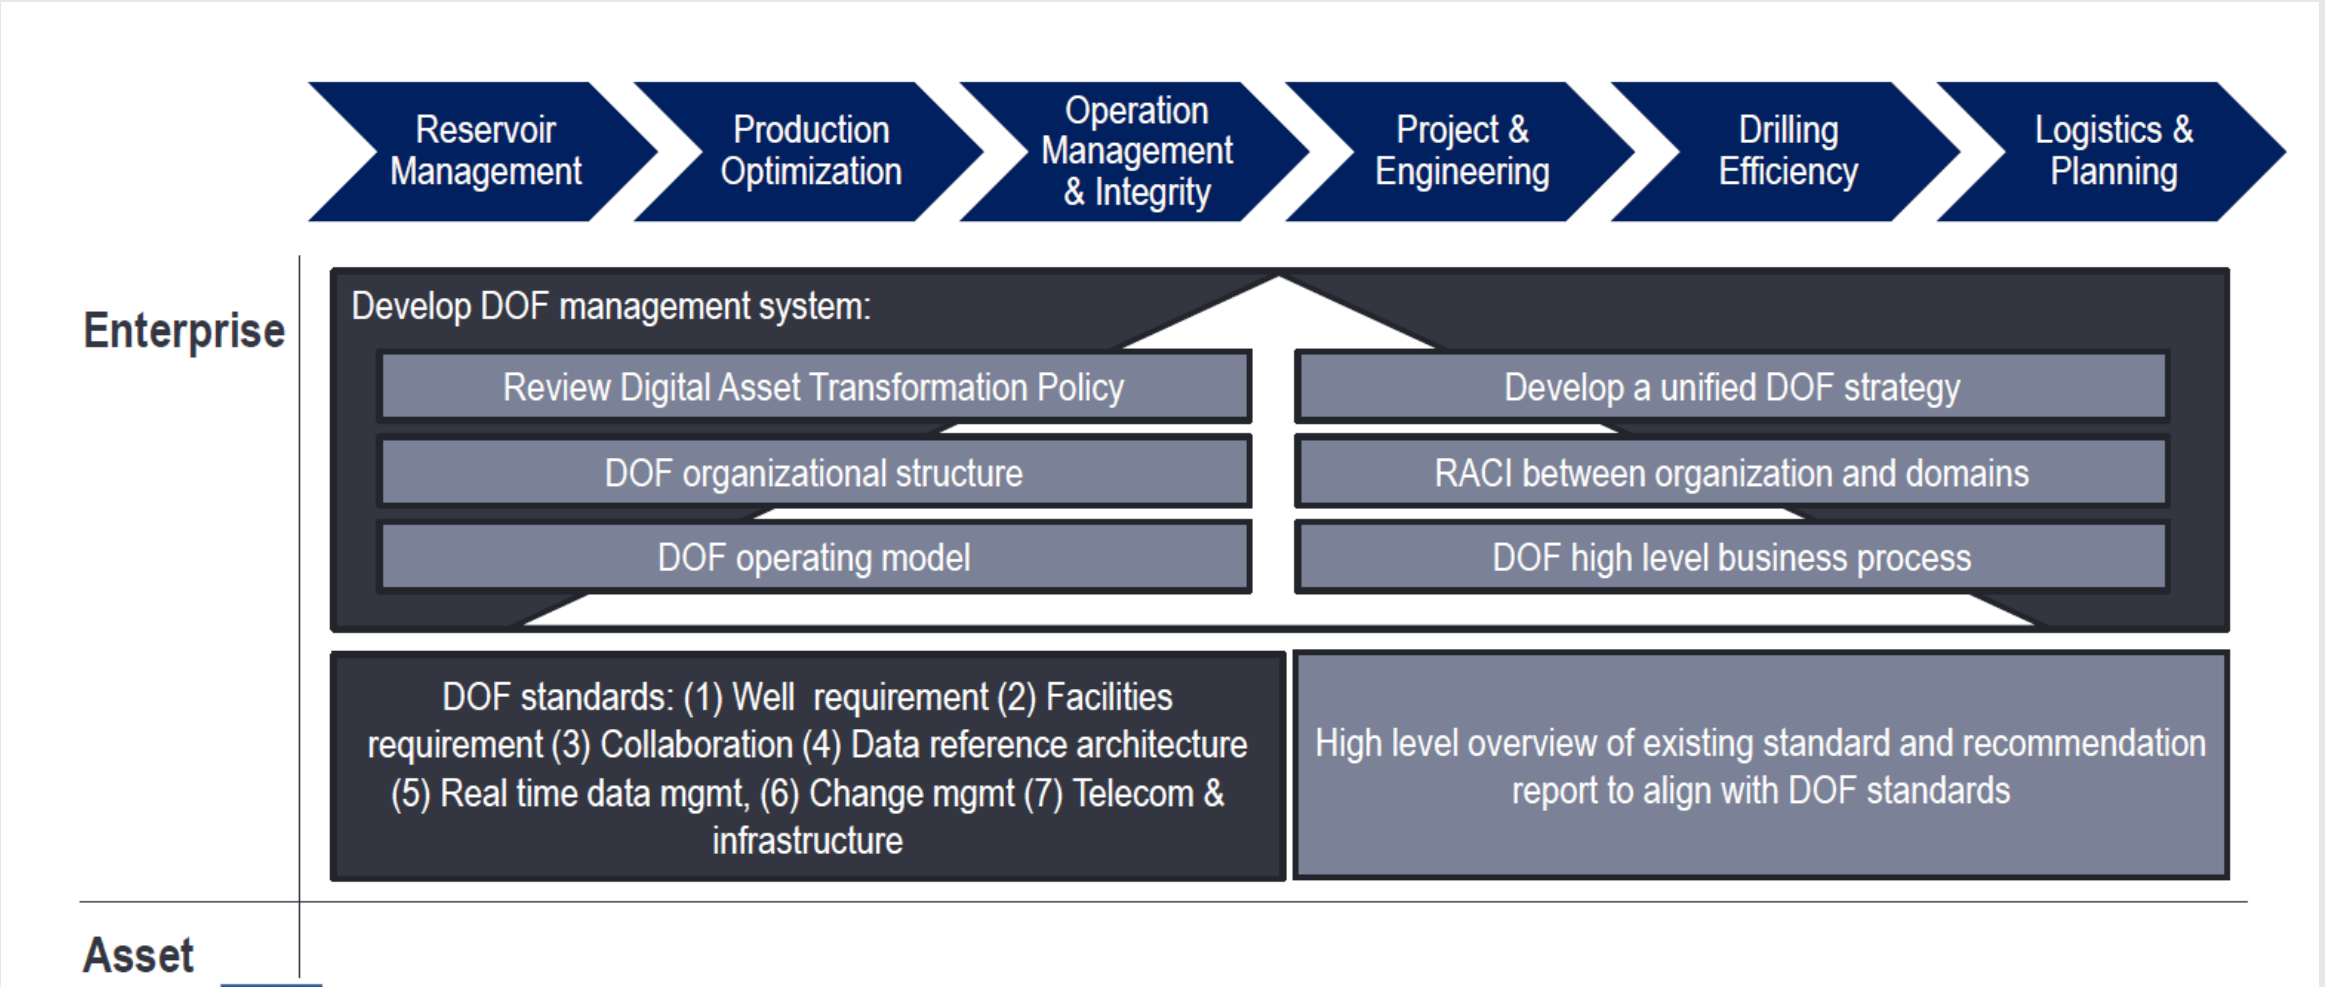 Reservoir
Management
Production
Optimization
Operation
Management
& Integrity
Project &
Engineering
Drilling
Efficiency
Logistics &
Planning
Enterprise
Develop DOF management system:
Review Digital Asset Transformation Policy
Develop a unified DOF strategy
DOF organizational structure
RACI between organization and domains
DOF operating model
DOF high level business process
DOF standards: (1) Well  requirement (2) Facilities
requirement (3) Collaboration (4) Data reference architecture
(5) Real time data mgmt, (6) Change mgmt (7) Telecom &
infrastructure
High level overview of existing standard and recommendation
report to align with DOF standards
Asset